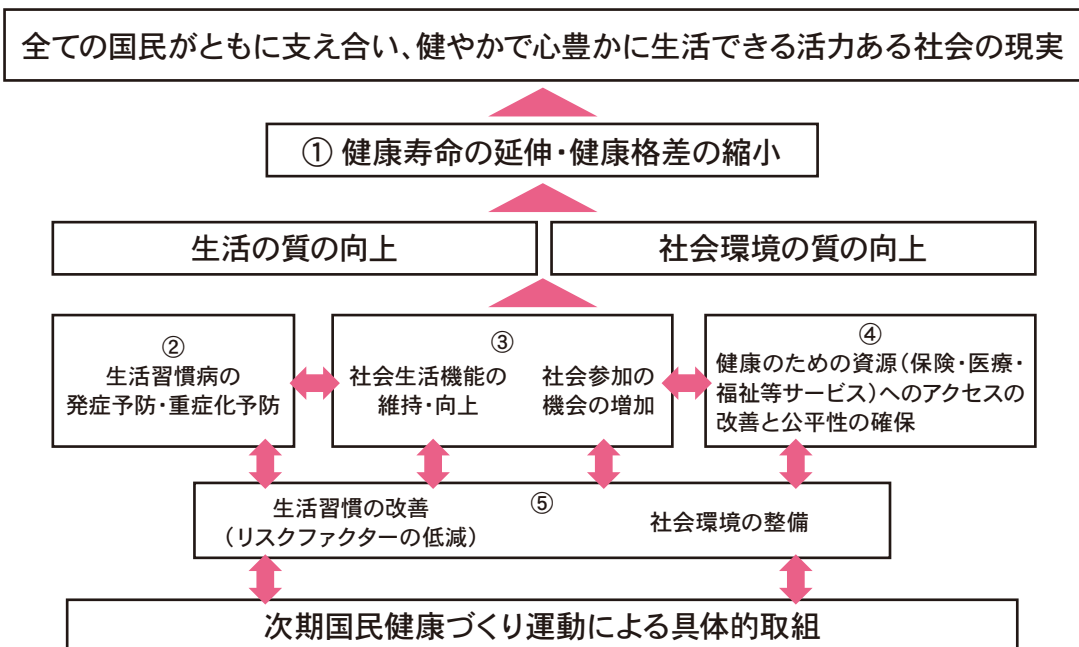 全ての国民がともに支え合い、健やかで心豊かに生活できる活力ある社会の現実
① 健康寿命の延伸・健康格差の縮小
生活の質の向上
社会環境の質の向上
②
生活習慣病の
発症予防・重症化予防
③
社会生活機能の
維持・向上
社会参加の
機会の増加
④
健康のための資源(保険・医療・
福祉等サービス)へのアクセスの
改善と公平性の確保
⑤
生活習慣の改善
(リスクファクターの低減)
社会環境の整備
次期国民健康づくり運動による具体的取組